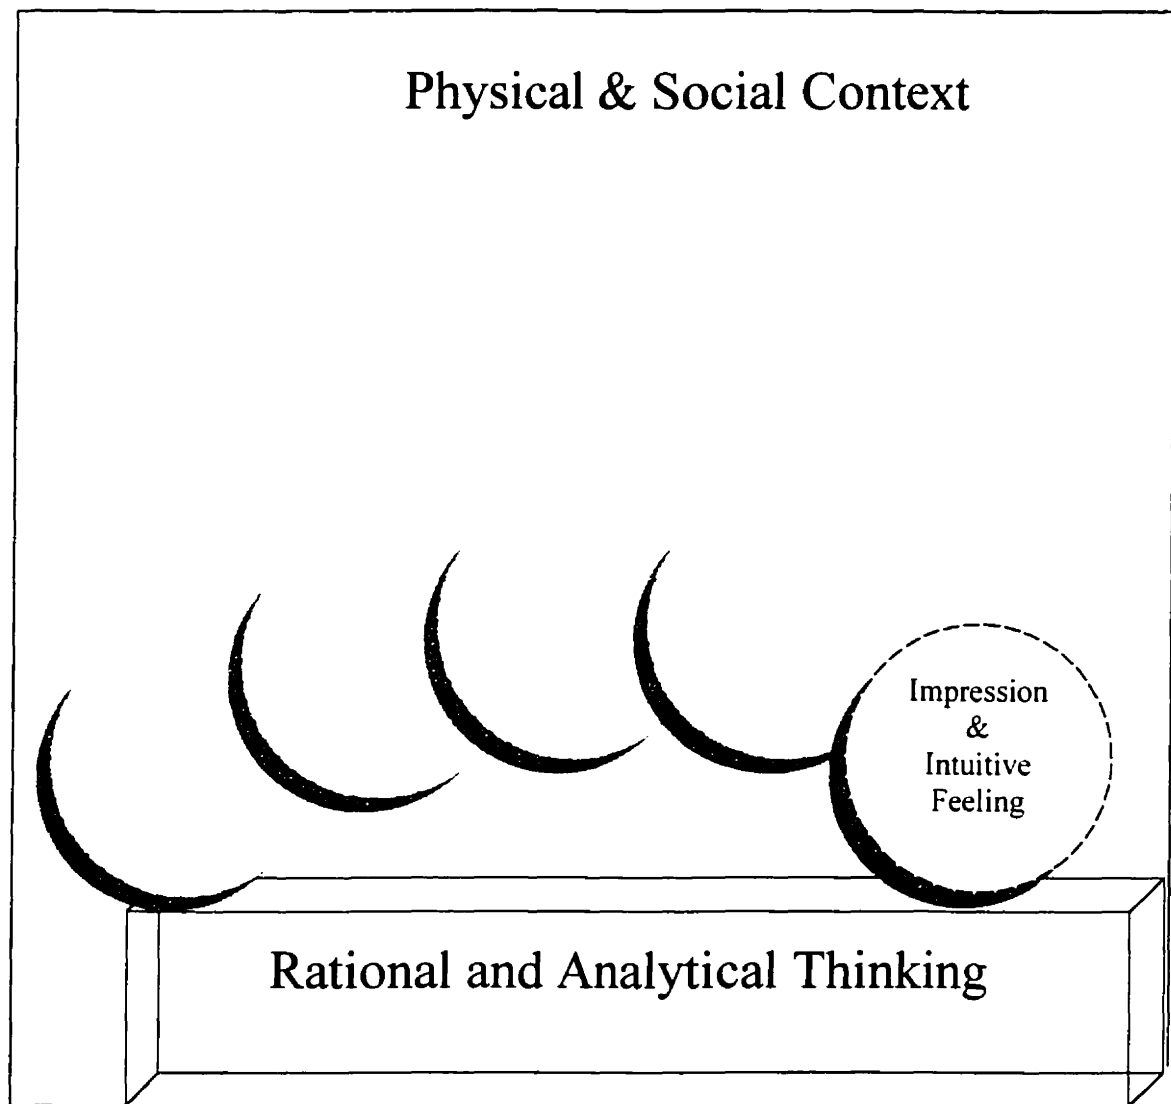 Physical & Social Context
Impression
&
Intuitive
Feeling
Rational and Analytical Thinking